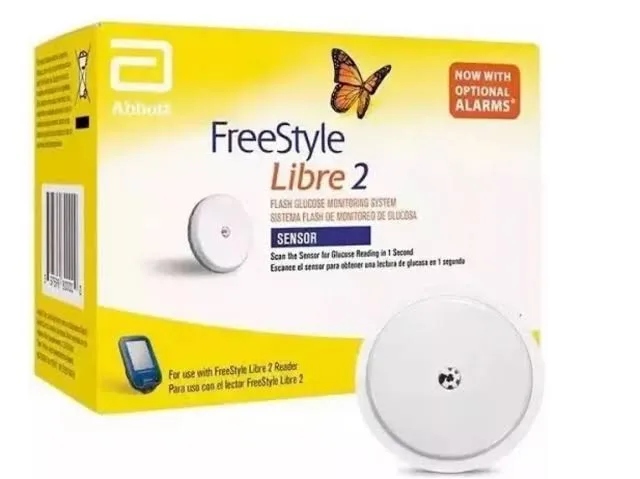 Abbott
NOW WITH
OPTIONAL
ALARMS*
FreeStyle
Libre 2
FLASH GLUCOSE MONITORING SYSTEM
SISTEMA FLASH DE MONITOREO DE GLUCOSA
SENSOR
Scan the Sensor for Glucose Reading in 1 Second
Escanee el sensor para obtener una lectura de glucosa en 1 segundo
For use with FreeStyle Libre 2 Reader
Para uso con el lector FreeStyle Libre 2